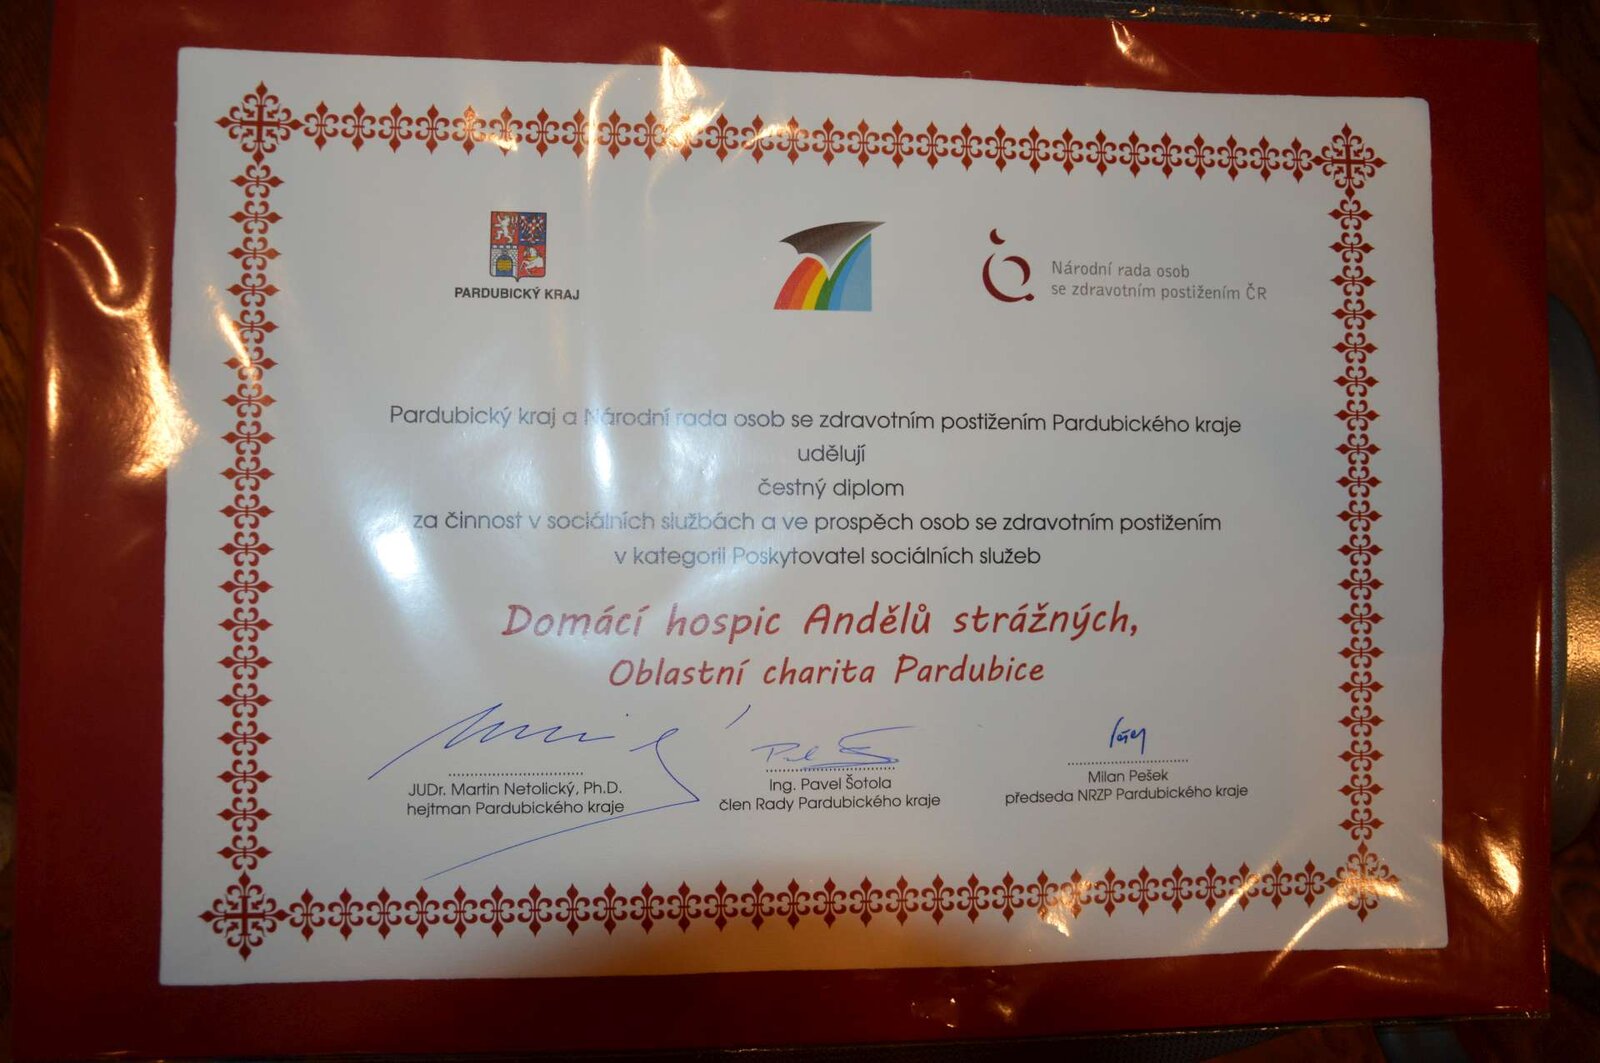 PARDUBICKÝ KRAJ
Národní rada osob
se zdravotním postižením ČR
Pardubický kraj a Národní rada osob se zdravotním postižením Pardubického kraje
udělují
čestný diplom
za činnost v sociálních službách a ve prospěch osob se zdravotním postižením
v kategorii Poskytovatel sociálních služeb
Domácí hospic Andělů strážných,
Oblastní charita Pardubice
JUDr. Martin Netolický, Ph.D.
hejtman Pardubického kraje
Ing. Pavel Šotola
člen Rady Pardubického kraje
Milan Pešek
předseda NRZP Pardubického kraje